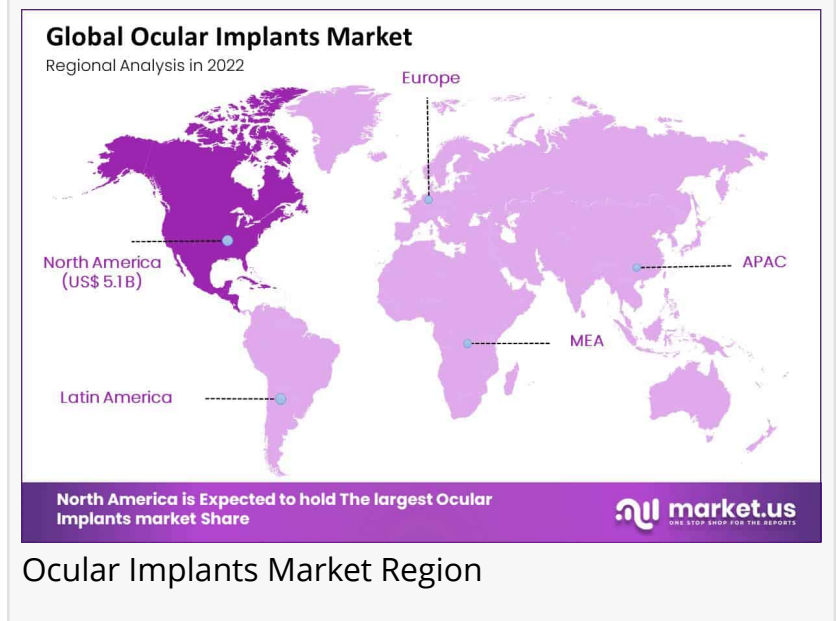 Global Ocular Implants Market
Regional Analysis in 2022
Europe
North America
(US$ 5.1 B)
APAC
MEA
Latin America
North America is Expected to hold The largest Ocular
Implants market Share
market.us
ONE STOP SHOP FOR THE REPORTS
Ocular Implants Market Region